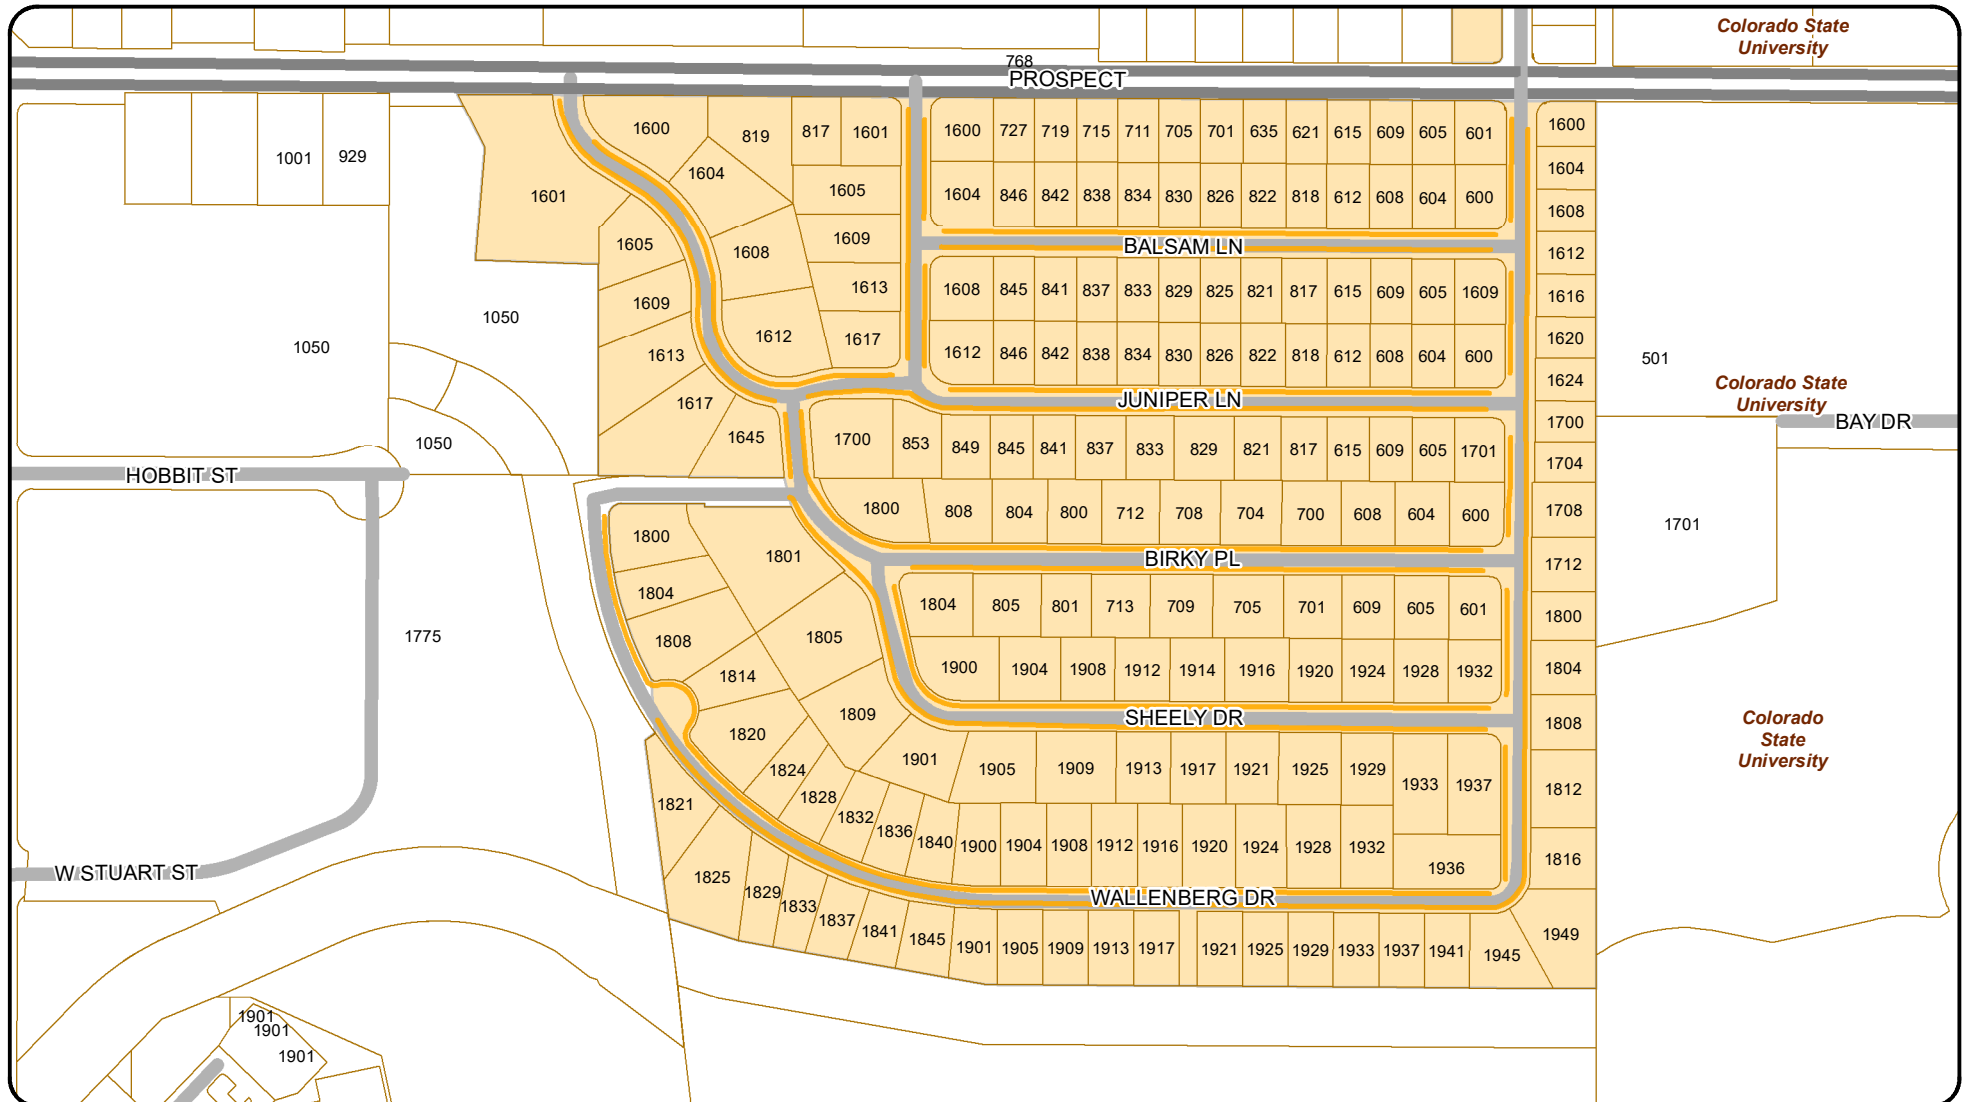 Colorado State
University
768
PROSPECT
1600 819 817 1601 1600 727 719 715 711 705 701 635 621 615 609 605 601 1600
1001 929
1604 1604
1601 1605 1604 846 842 838 834 830 826 822 818 612 608 604 600 1608
1605 1608 1609
BALSAM LN
1612
1609 1613 1608 845 841 837 833 829 825 821 817 615 609 605 1609 1616
1050
1050
1612 1617 1620
1613 1612 846 842 838 834 830 826 822 818 612 608 604 600
501
1624
Colorado State
University
1617
JUNIPER LN
1700 BAY DR
1050
1645 1700 853 849 845 841 837 833 829 821 817 615 609 605 1701 1704
HOBBIT ST
1800 808 804 800 712 708 704 700 608 604 600 1708
1701
1800 1801
BIRKY PL
1712
1804 1804 805 801 713 709 705 701 609 605 601 1800
1775
1808 1805
1814 1900 1904 1908 1912 1914 1916 1920 1924 1928 1932 1804
1809
SHEELY DR
1808
Colorado
State
University
1820
1824 1901 1905 1909 1913 1917 1921 1925 1929 1933 1937 1812
1821 1828
1832 1836 1840 1900 1904 1908 1912 1916 1920 1924 1928 1932
1936 1816
W STUART ST
1825 1829 1833
WALLENBERG DR
1837 1841 1845 1901 1905 1909 1913 1917 1921 1925 1929 1933 1937 1941 1945 1949
1901
1901
1901